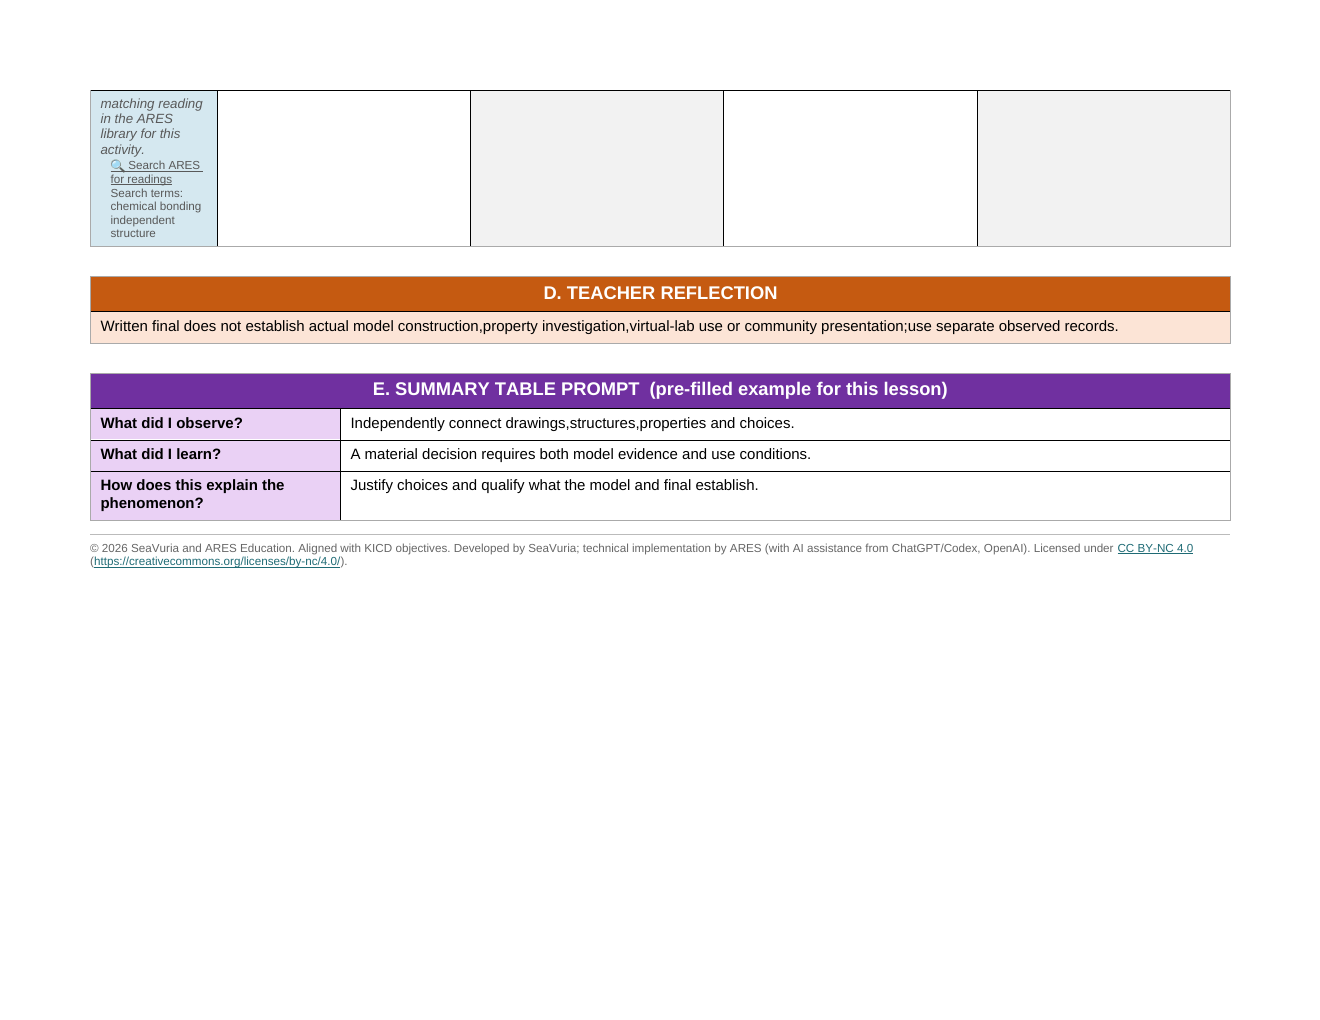 matching reading
in the ARES
library for this
activity.
🔍 Search ARES
for readings
Search terms:
chemical bonding
independent
structure
D. TEACHER REFLECTION
Written final does not establish actual model construction,property investigation,virtual-lab use or community presentation;use separate observed records.
E. SUMMARY TABLE PROMPT  (pre-filled example for this lesson)
What did I observe? Independently connect drawings,structures,properties and choices.
What did I learn? A material decision requires both model evidence and use conditions.
How does this explain the
phenomenon?
Justify choices and qualify what the model and final establish.
© 2026 SeaVuria and ARES Education. Aligned with KICD objectives. Developed by SeaVuria; technical implementation by ARES (with AI assistance from ChatGPT/Codex, OpenAI). Licensed under CC BY-NC 4.0
(https://creativecommons.org/licenses/by-nc/4.0/).